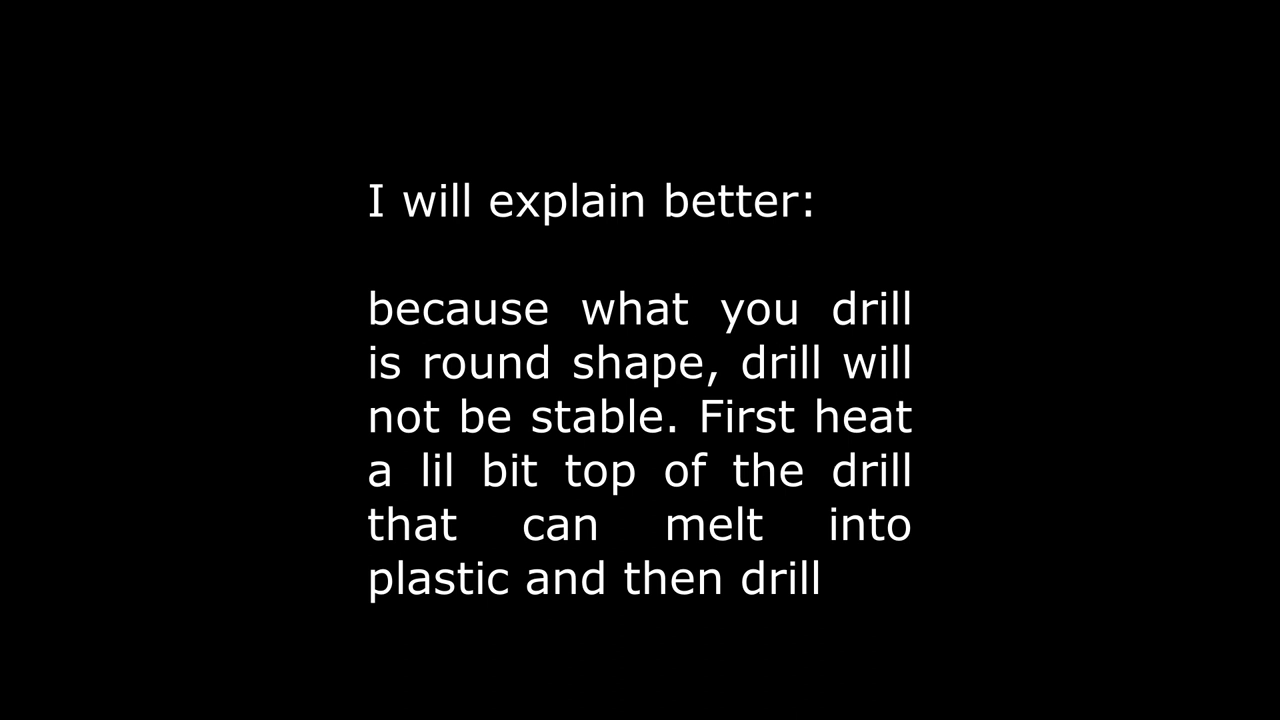 I will explain better:
because what you drill
is round shape, drill will
not be stable. First heat
a lil bit top of the drill
that can melt into
plastic and then drill